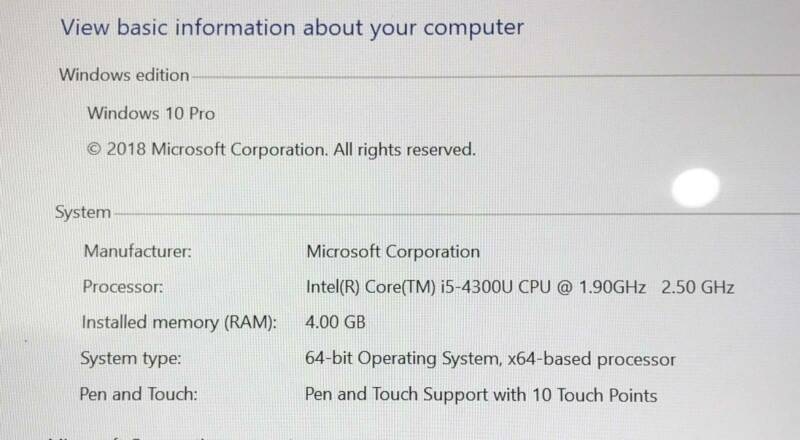 View basic information about your computer
Windows edition
Windows 10 Pro
© 2018 Microsoft Corporation. All rights reserved.
System
Manufacturer: Microsoft Corporation
Processor: Intel(R) Core(TM) i5-4300U CPU @ 1.90GHz 2.50 GHz
Installed memory (RAM): 4.00 GB
System type: 64-bit Operating System, x64-based processor
Pen and Touch: Pen and Touch Support with 10 Touch Points